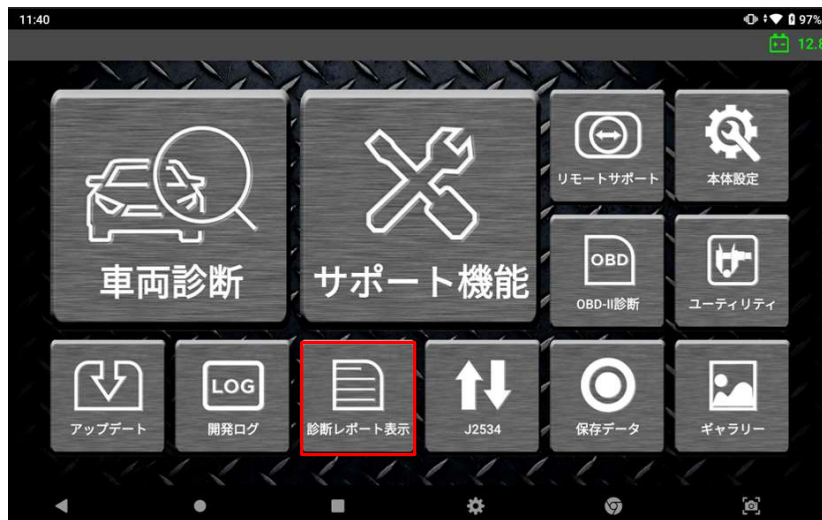 11:40
97%
12.8
車両診断
サポート機能
リモートサポート
本体設定
OBD
OBD-II診断
ユーティリティ
アップデート
LOG
開発ログ
診断レポート表示
J2534
保存データ
ギャラリー